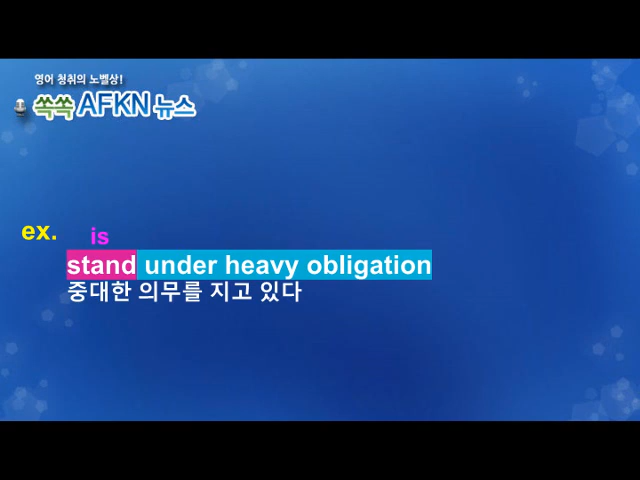 영어 청취의 노벨상!
쏙쏙 AFKN 뉴스
ex. is
stand under heavy obligation
중대한 의무를 지고 있다